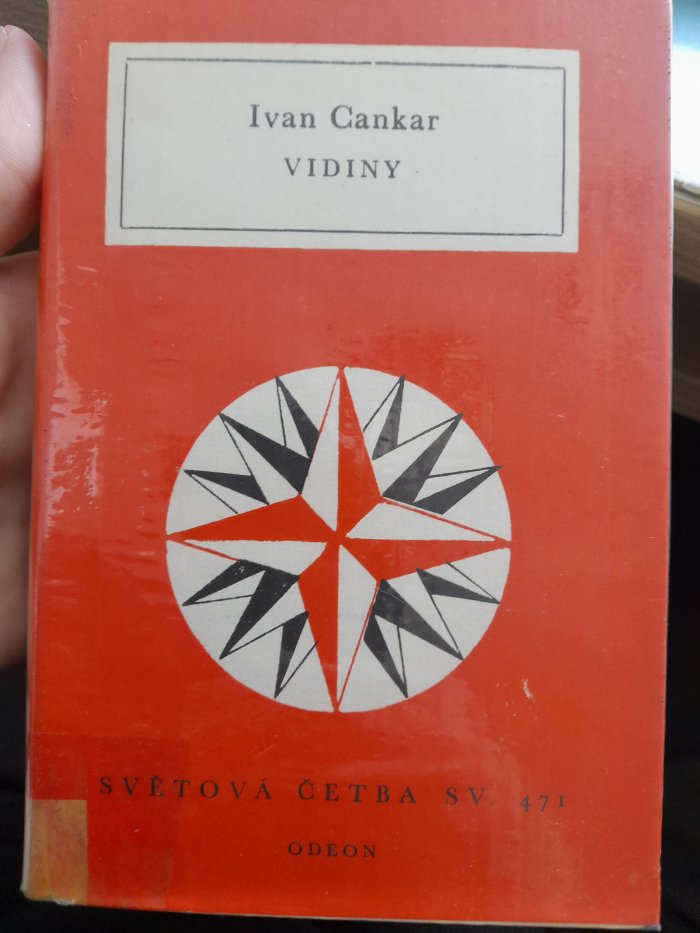 Ivan Cankar
VIDINY
SVĚTOVÁ ČETBA SV. 471
ODEON